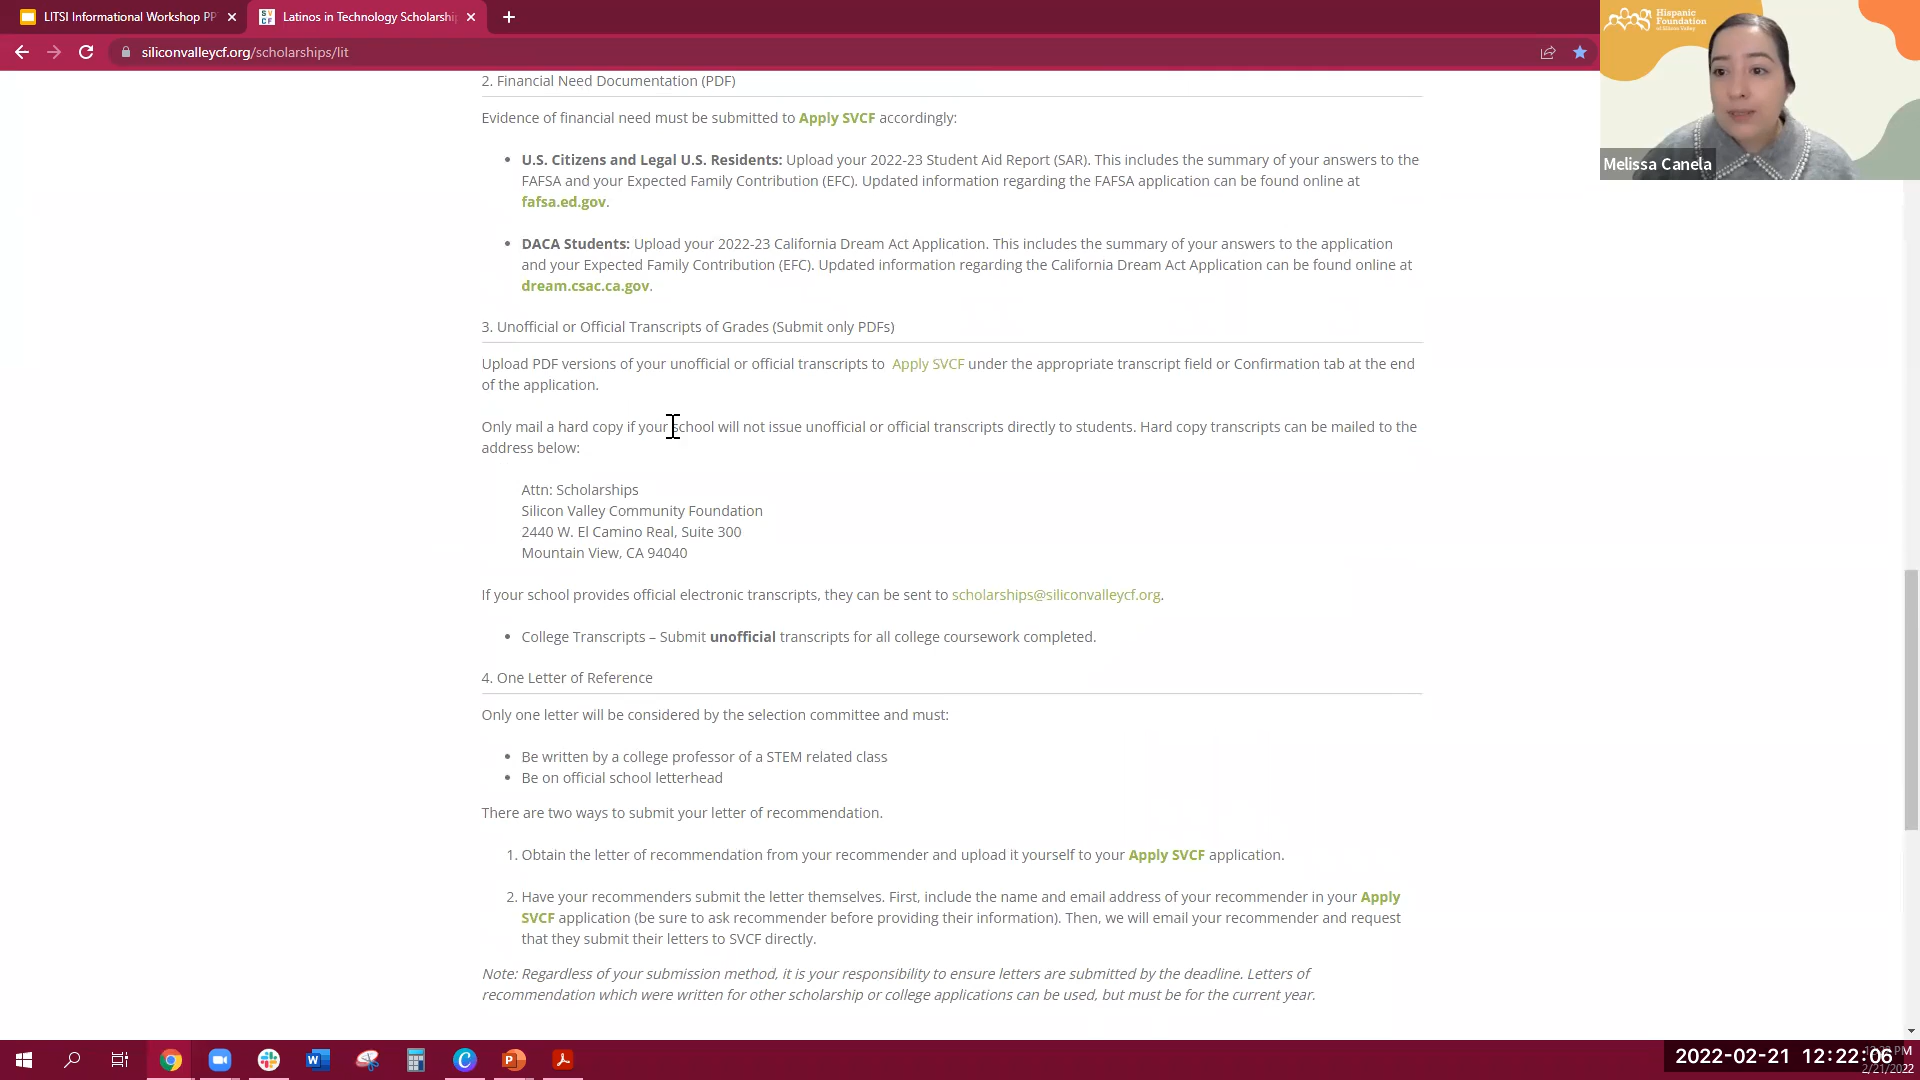 LITSI Informational Workshop PP
Latinos in Technology Scholarship
siliconvalleycf.org/scholarships/lit
Hispanic
Foundation
of Silicon Valley
Melissa Canela
2. Financial Need Documentation (PDF)
Evidence of financial need must be submitted to Apply SVCF accordingly:
• U.S. Citizens and Legal U.S. Residents: Upload your 2022-23 Student Aid Report (SAR). This includes the summary of your answers to the
FAFSA and your Expected Family Contribution (EFC). Updated information regarding the FAFSA application can be found online at
fafsa.ed.gov.
• DACA Students: Upload your 2022-23 California Dream Act Application. This includes the summary of your answers to the application
and your Expected Family Contribution (EFC). Updated information regarding the California Dream Act Application can be found online at
dream.csac.ca.gov.
3. Unofficial or Official Transcripts of Grades (Submit only PDFs)
Upload PDF versions of your unofficial or official transcripts to Apply SVCF under the appropriate transcript field or Confirmation tab at the end
of the application.
Only mail a hard copy if your school will not issue unofficial or official transcripts directly to students. Hard copy transcripts can be mailed to the
address below:
Attn: Scholarships
Silicon Valley Community Foundation
2440 W. El Camino Real, Suite 300
Mountain View, CA 94040
If your school provides official electronic transcripts, they can be sent to scholarships@siliconvalleycf.org.
• College Transcripts – Submit unofficial transcripts for all college coursework completed.
4. One Letter of Reference
Only one letter will be considered by the selection committee and must:
• Be written by a college professor of a STEM related class
• Be on official school letterhead
There are two ways to submit your letter of recommendation.
1. Obtain the letter of recommendation from your recommender and upload it yourself to your Apply SVCF application.
2. Have your recommenders submit the letter themselves. First, include the name and email address of your recommender in your Apply
SVCF application (be sure to ask recommender before providing their information). Then, we will email your recommender and request
that they submit their letters to SVCF directly.
Note: Regardless of your submission method, it is your responsibility to ensure letters are submitted by the deadline. Letters of
recommendation which were written for other scholarship or college applications can be used, but must be for the current year.
2022-02-21 12:22:06
PM
2/21/2022